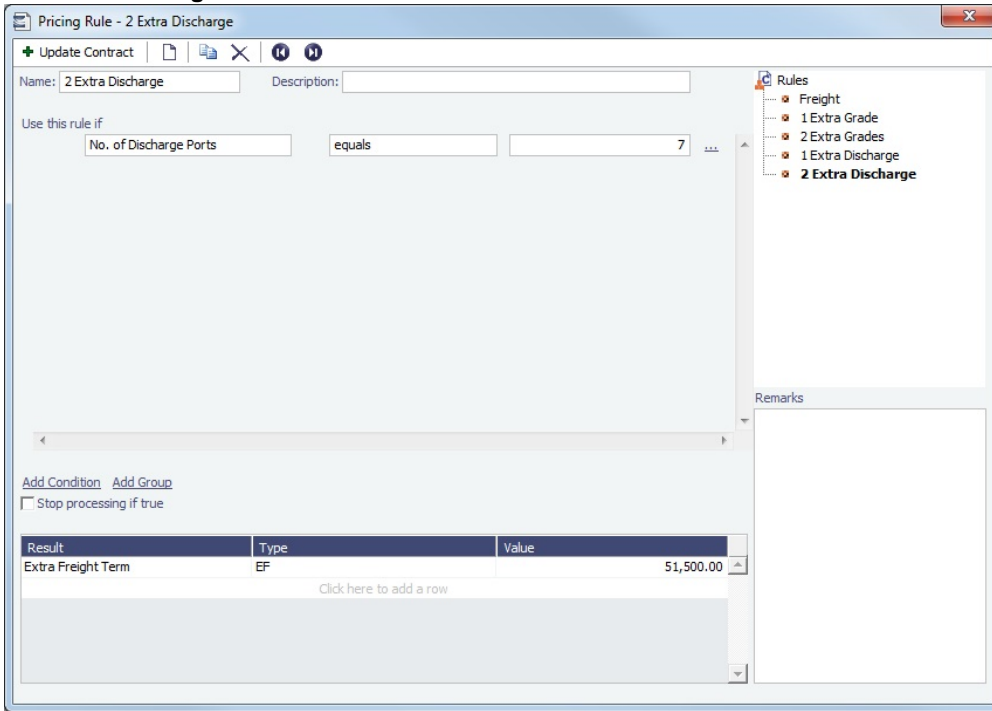 Pricing Rule - 2 Extra Discharge
Update Contract
Name: 2 Extra Discharge Description:
Use this rule if
No. of Discharge Ports equals 7 ...
Add Condition Add Group
Stop processing if true
Result Type Value
Extra Freight Term EF 51,500.00
Click here to add a row
Rules
Freight
1 Extra Grade
2 Extra Grades
1 Extra Discharge
2 Extra Discharge
Remarks